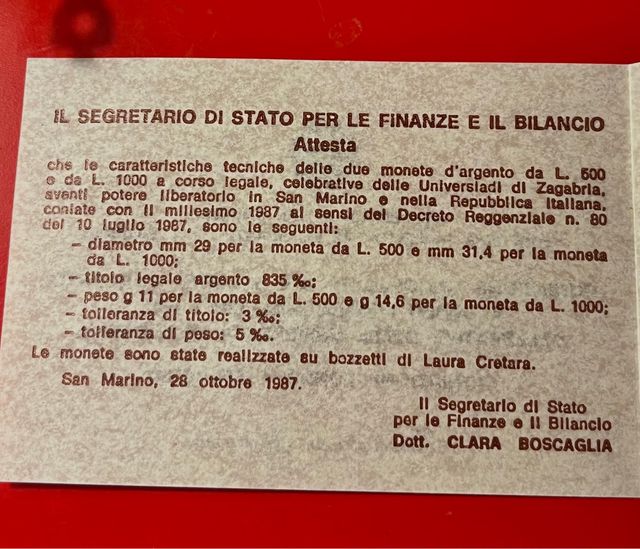 IL SEGRETARIO DI STATO PER LE FINANZE E IL BILANCIO
Attesta
che le caratteristiche tecniche delle due monete d'argento da L. 500
e da L. 1000 a corso legale, celebrative delle Universiadi di Zagabria,
aventi potere liberatorio in San Marino e nella Repubblica Italiana,
coniate con il millesimo 1987 ai sensi del Decreto Reggenziale n. 80
del 10 luglio 1987, sono le seguenti:
– diametro mm 29 per la moneta da L. 500 e mm 31,4 per la moneta
da L. 1000;
– titolo legale argento 835 ‰;
– peso g 11 per la moneta da L. 500 e g 14,6 per la moneta da L. 1000;
– tolleranza di titolo: 3 ‰;
– tolleranza di peso: 5 ‰.
Le monete sono state realizzate su bozzetti di Laura Cretara.
San Marino, 28 ottobre 1987.
Il Segretario di Stato
per le Finanze e il Bilancio
Dott. CLARA BOSCAGLIA